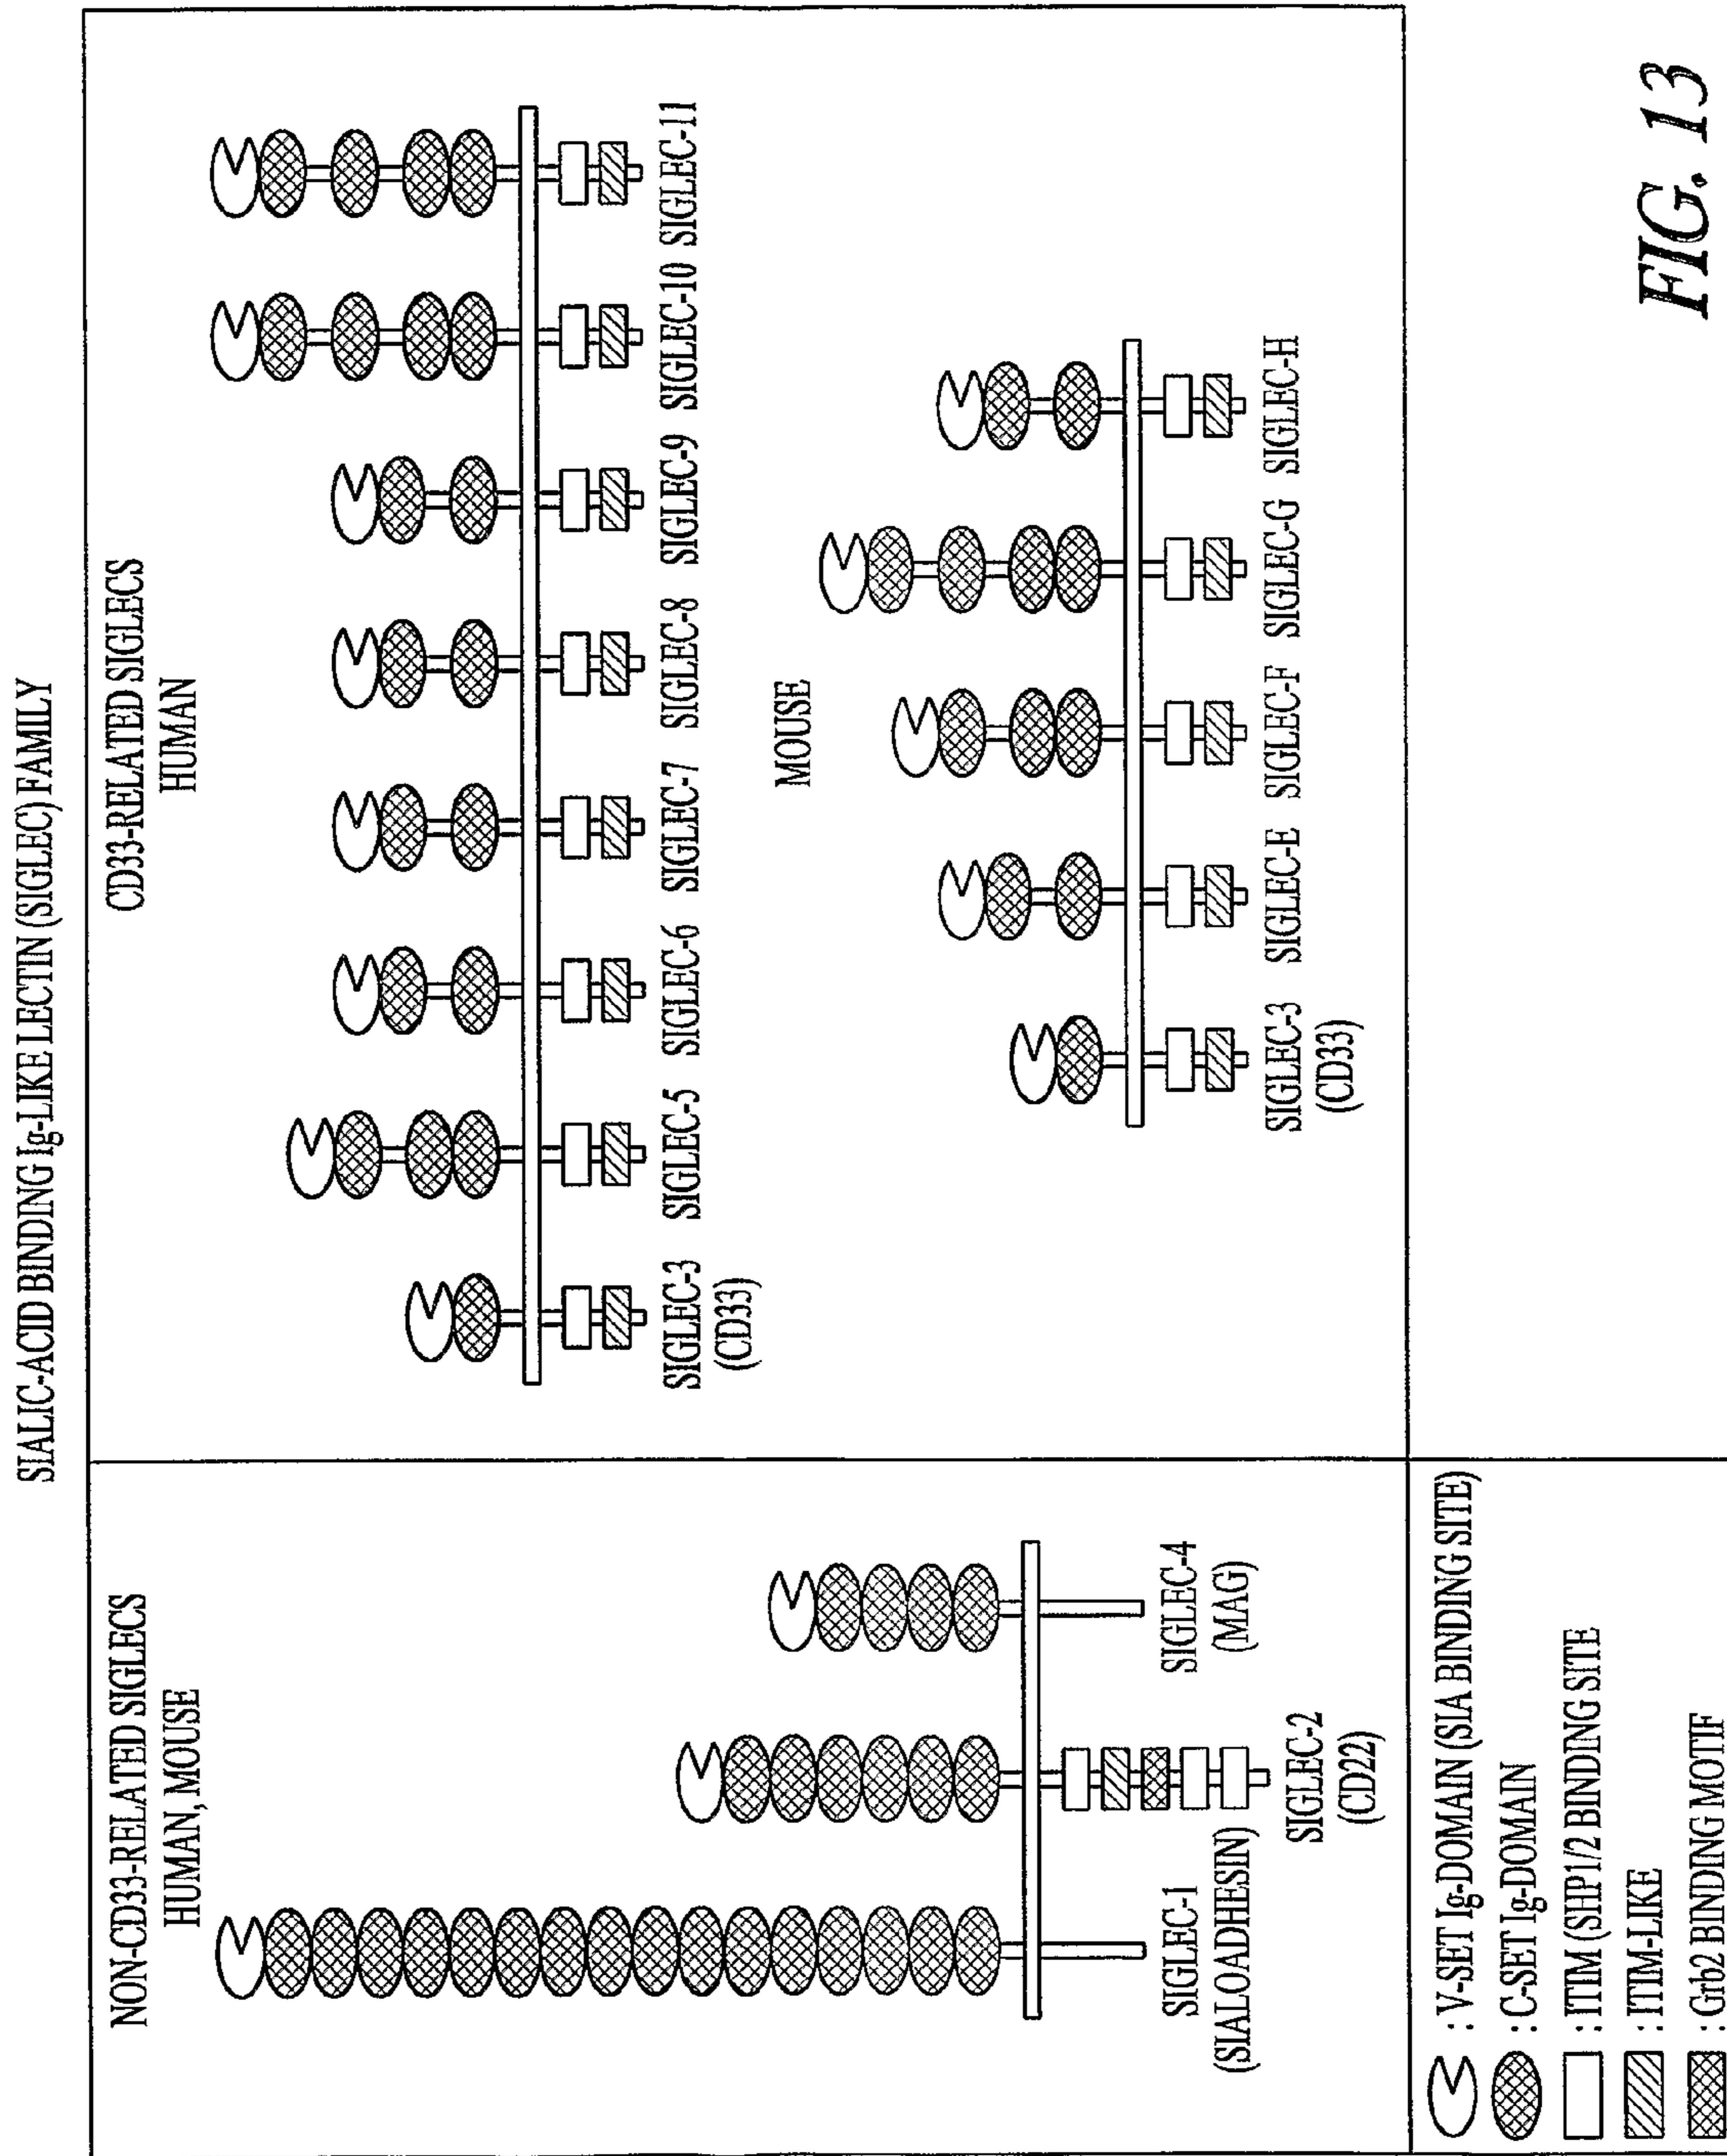 SIALIC-ACID BINDING Ig-LIKE LECTIN (SIGLEC) FAMILY
NON-CD33-RELATED SIGLECS
HUMAN, MOUSE
SIGLEC-1
(SIALOADHESIN)
SIGLEC-2
(CD22)
SIGLEC-4
(MAG)
CD33-RELATED SIGLECS
HUMAN
SIGLEC-3 SIGLEC-5 SIGLEC-6 SIGLEC-7 SIGLEC-8 SIGLEC-9 SIGLEC-10 SIGLEC-11
(CD33)
MOUSE
SIGLEC-3 SIGLEC-E SIGLEC-F SIGLEC-G SIGLEC-H
(CD33)
: V-SET Ig-DOMAIN (SIA BINDING SITE)
: C-SET Ig-DOMAIN
: ITIM (SHP1/2 BINDING SITE
: ITIM-LIKE
: Grb2 BINDING MOTIF
FIG. 13